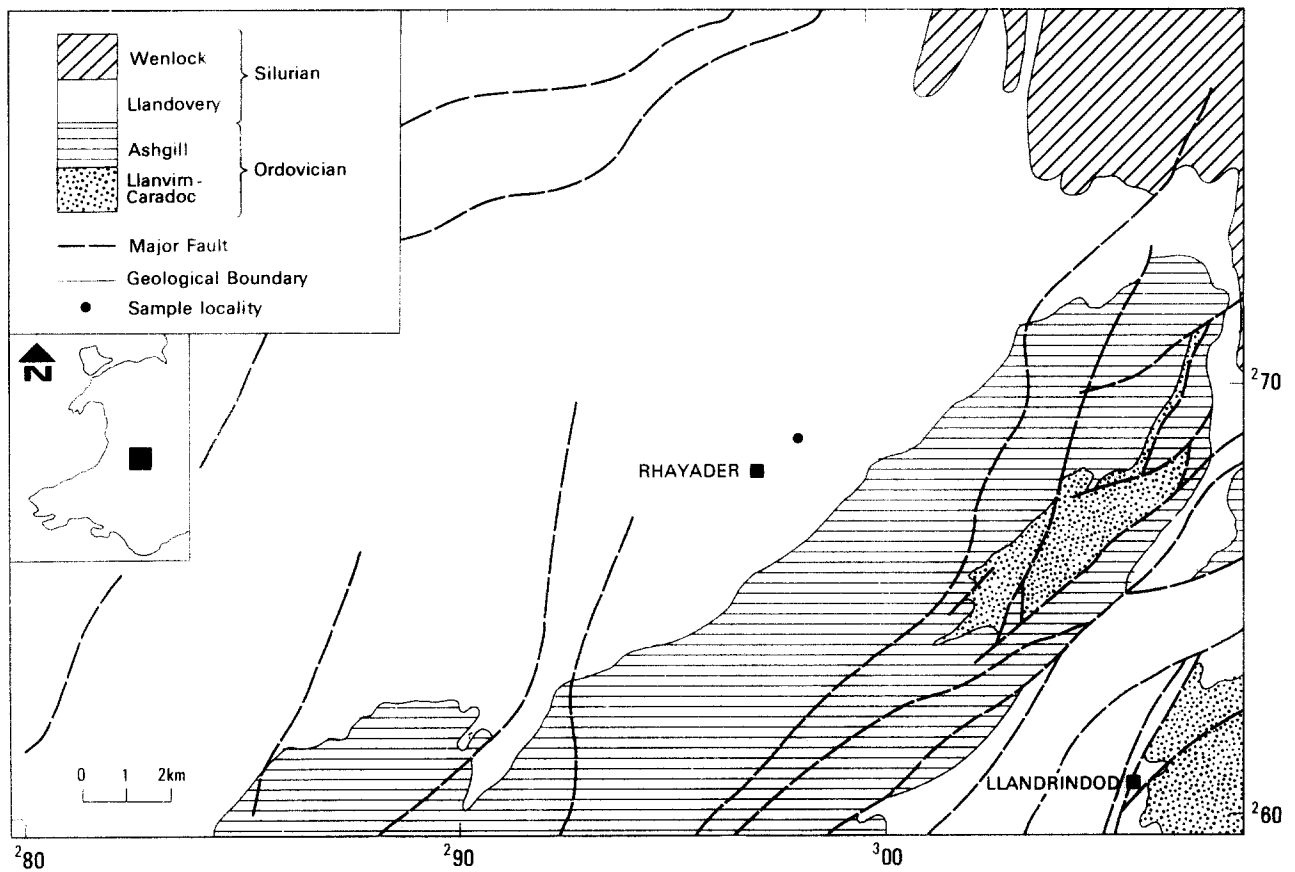 Wenlock
Silurian
Llandovery
Ashgill
Ordovician
Llanvirn-
Caradoc
Major Fault
Geological Boundary
Sample locality
N
RHAYADER
LLANDRINDOD
0 1 2km
²70
²60
²80
²90
³00